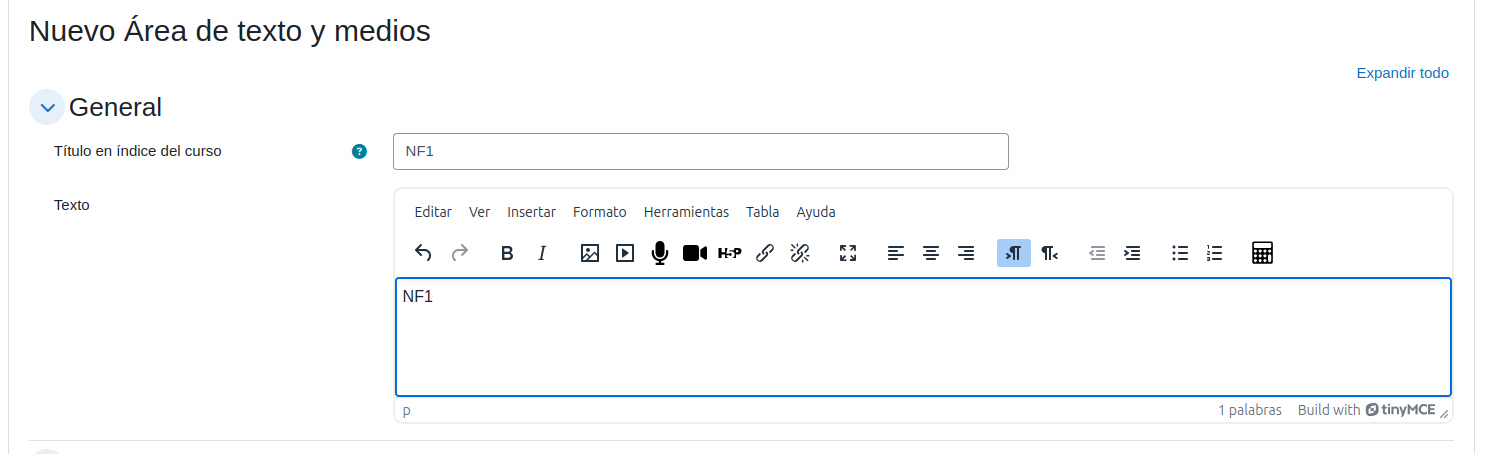 Nuevo Área de texto y medios
Expandir todo
General
Título en índice del curso ? NF1
Texto
Editar Ver Insertar Formato Herramientas Tabla Ayuda
B I H-P
NF1
p 1 palabras Build with tinyMCE